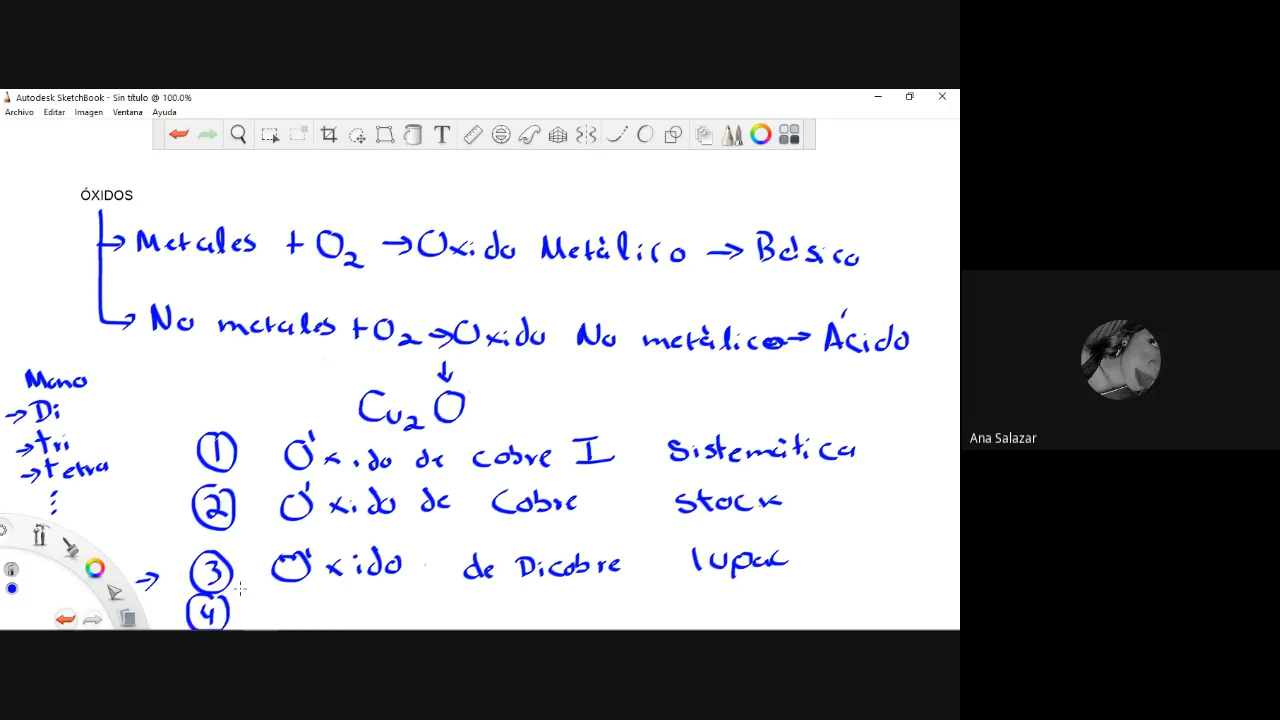 Autodesk SketchBook - Sin título @ 100.0%
Archivo Editar Imagen Ventana Ayuda
T
ÓXIDOS
→ Metales + O2 → Oxido Metálico → Básico
→ No metales + O2 → Oxido No metálico → Ácido
↓
Cu2O
Mono
→ Di
→ tri
→ tetra
⋮
① Óxido de cobre I Sistemática
② Óxido de Cobre Stock
→ ③ Óxido de Dicobre Iupac
④
Ana Salazar